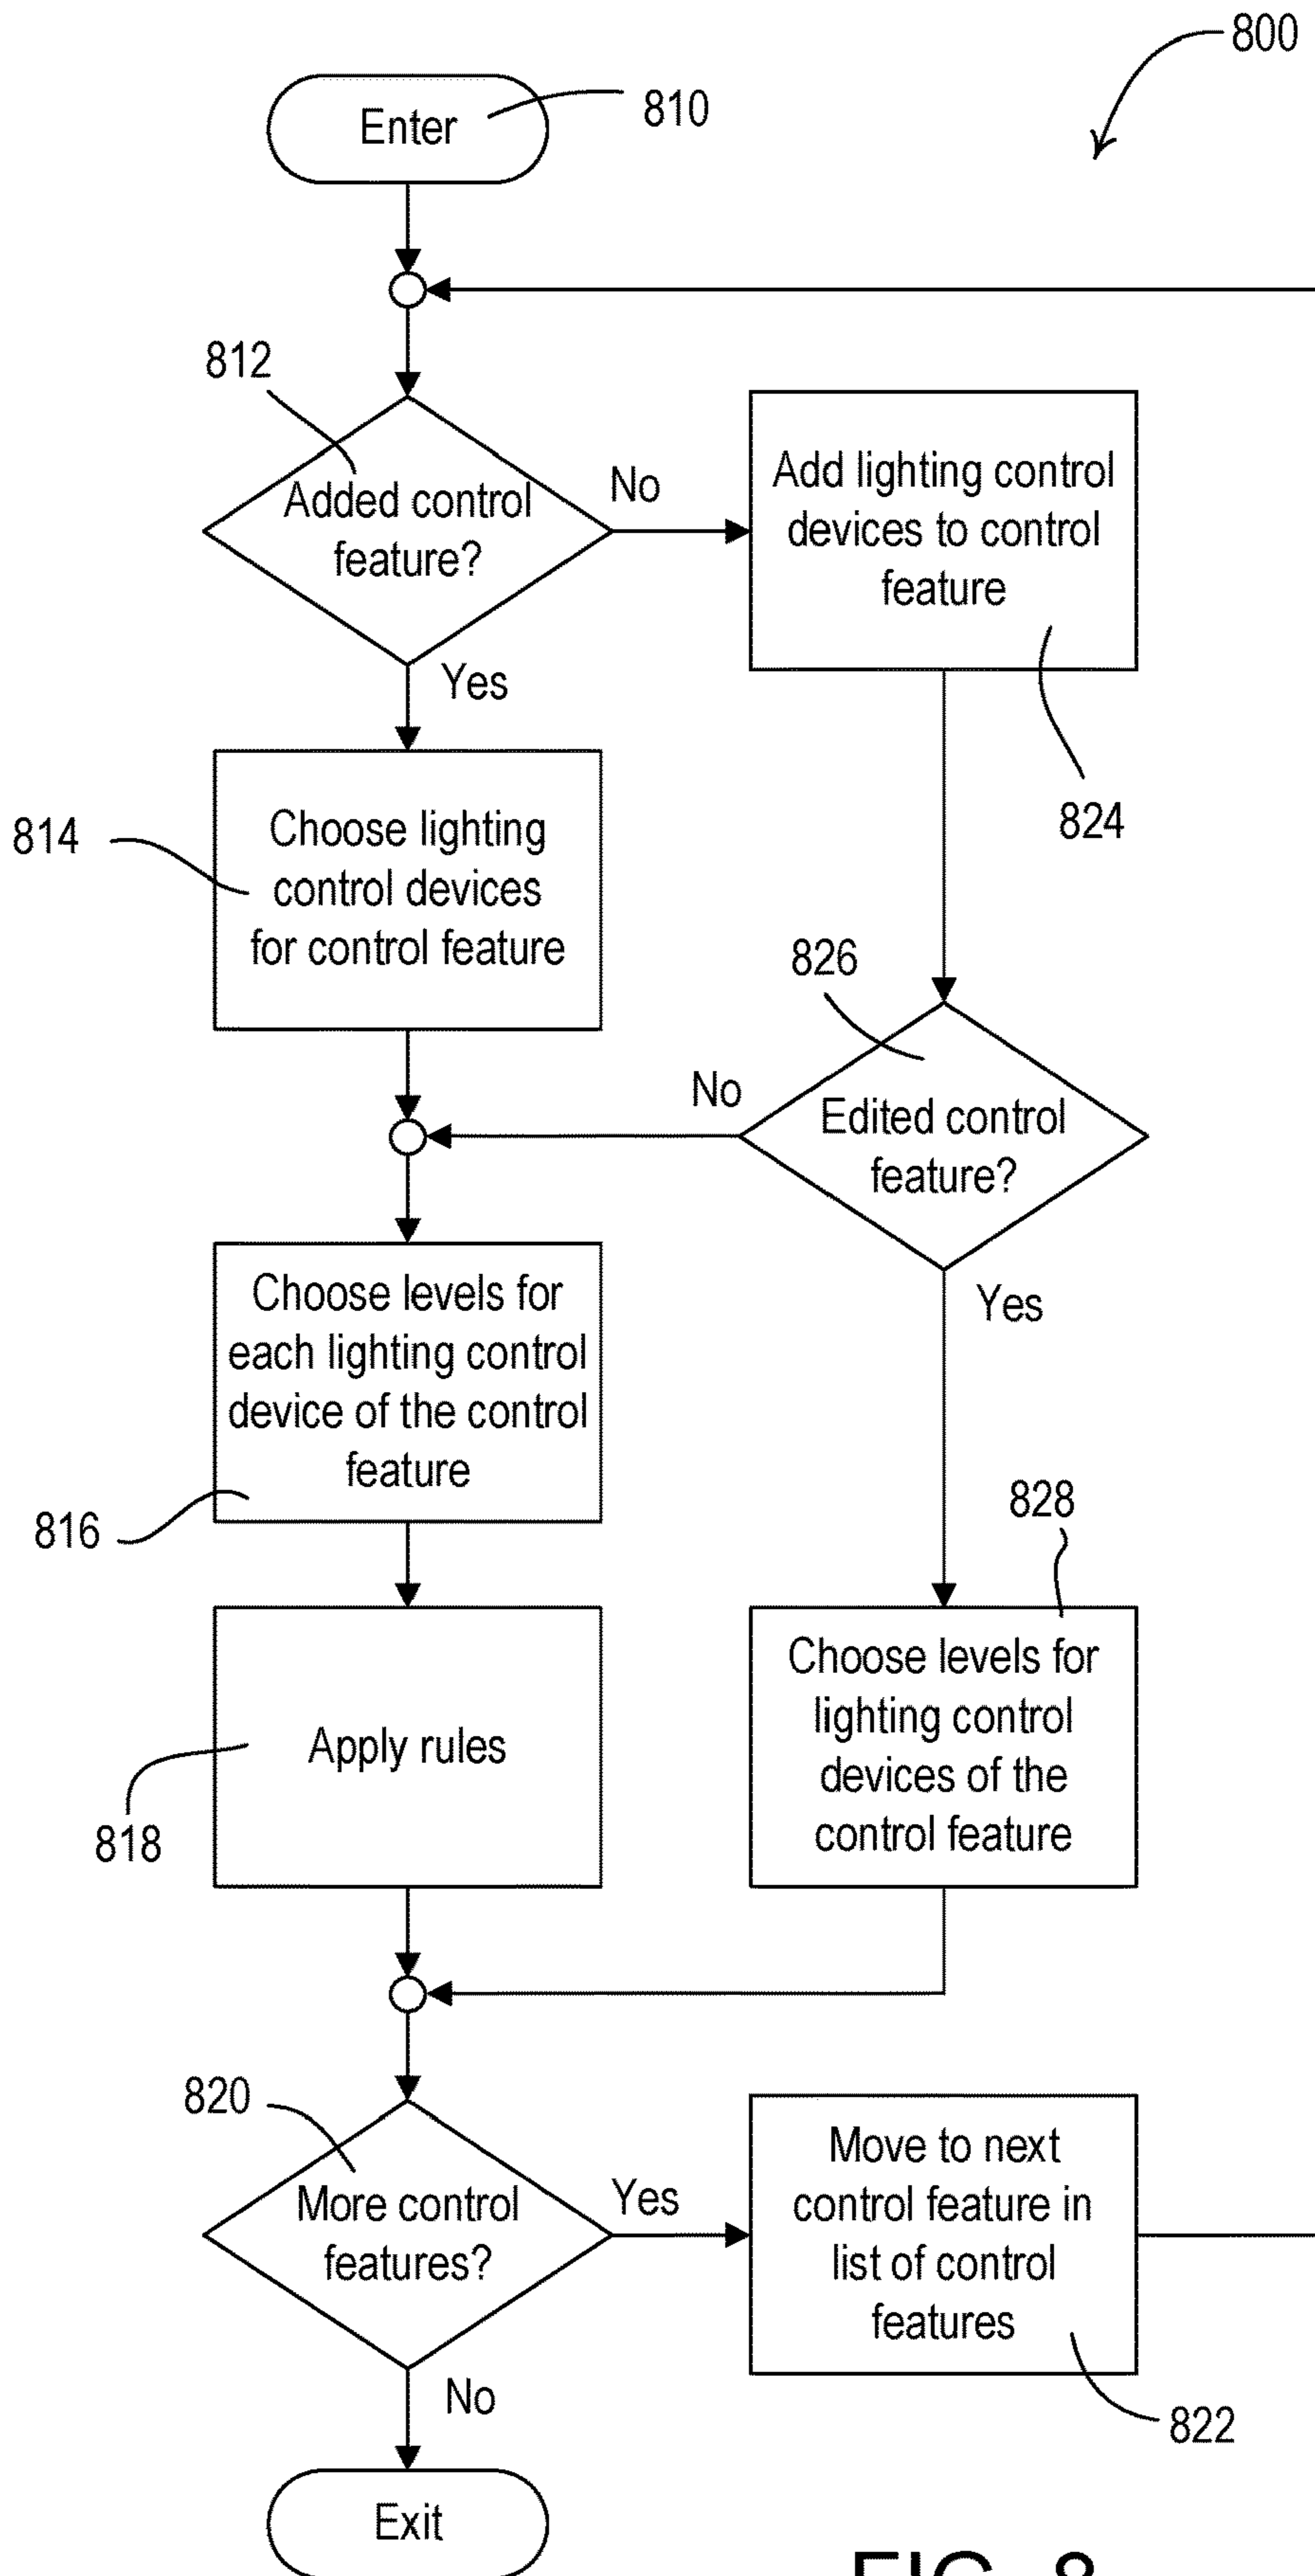 800
Enter
810
812
Added control
feature?
No
Yes
Add lighting control
devices to control
feature
824
814
Choose lighting
control devices
for control feature
826
No
Edited control
feature?
Yes
Choose levels for
each lighting control
device of the control
feature
816
828
Choose levels for
lighting control
devices of the
control feature
Apply rules
818
820
More control
features?
Yes
No
Move to next
control feature in
list of control
features
822
Exit
FIG. 8